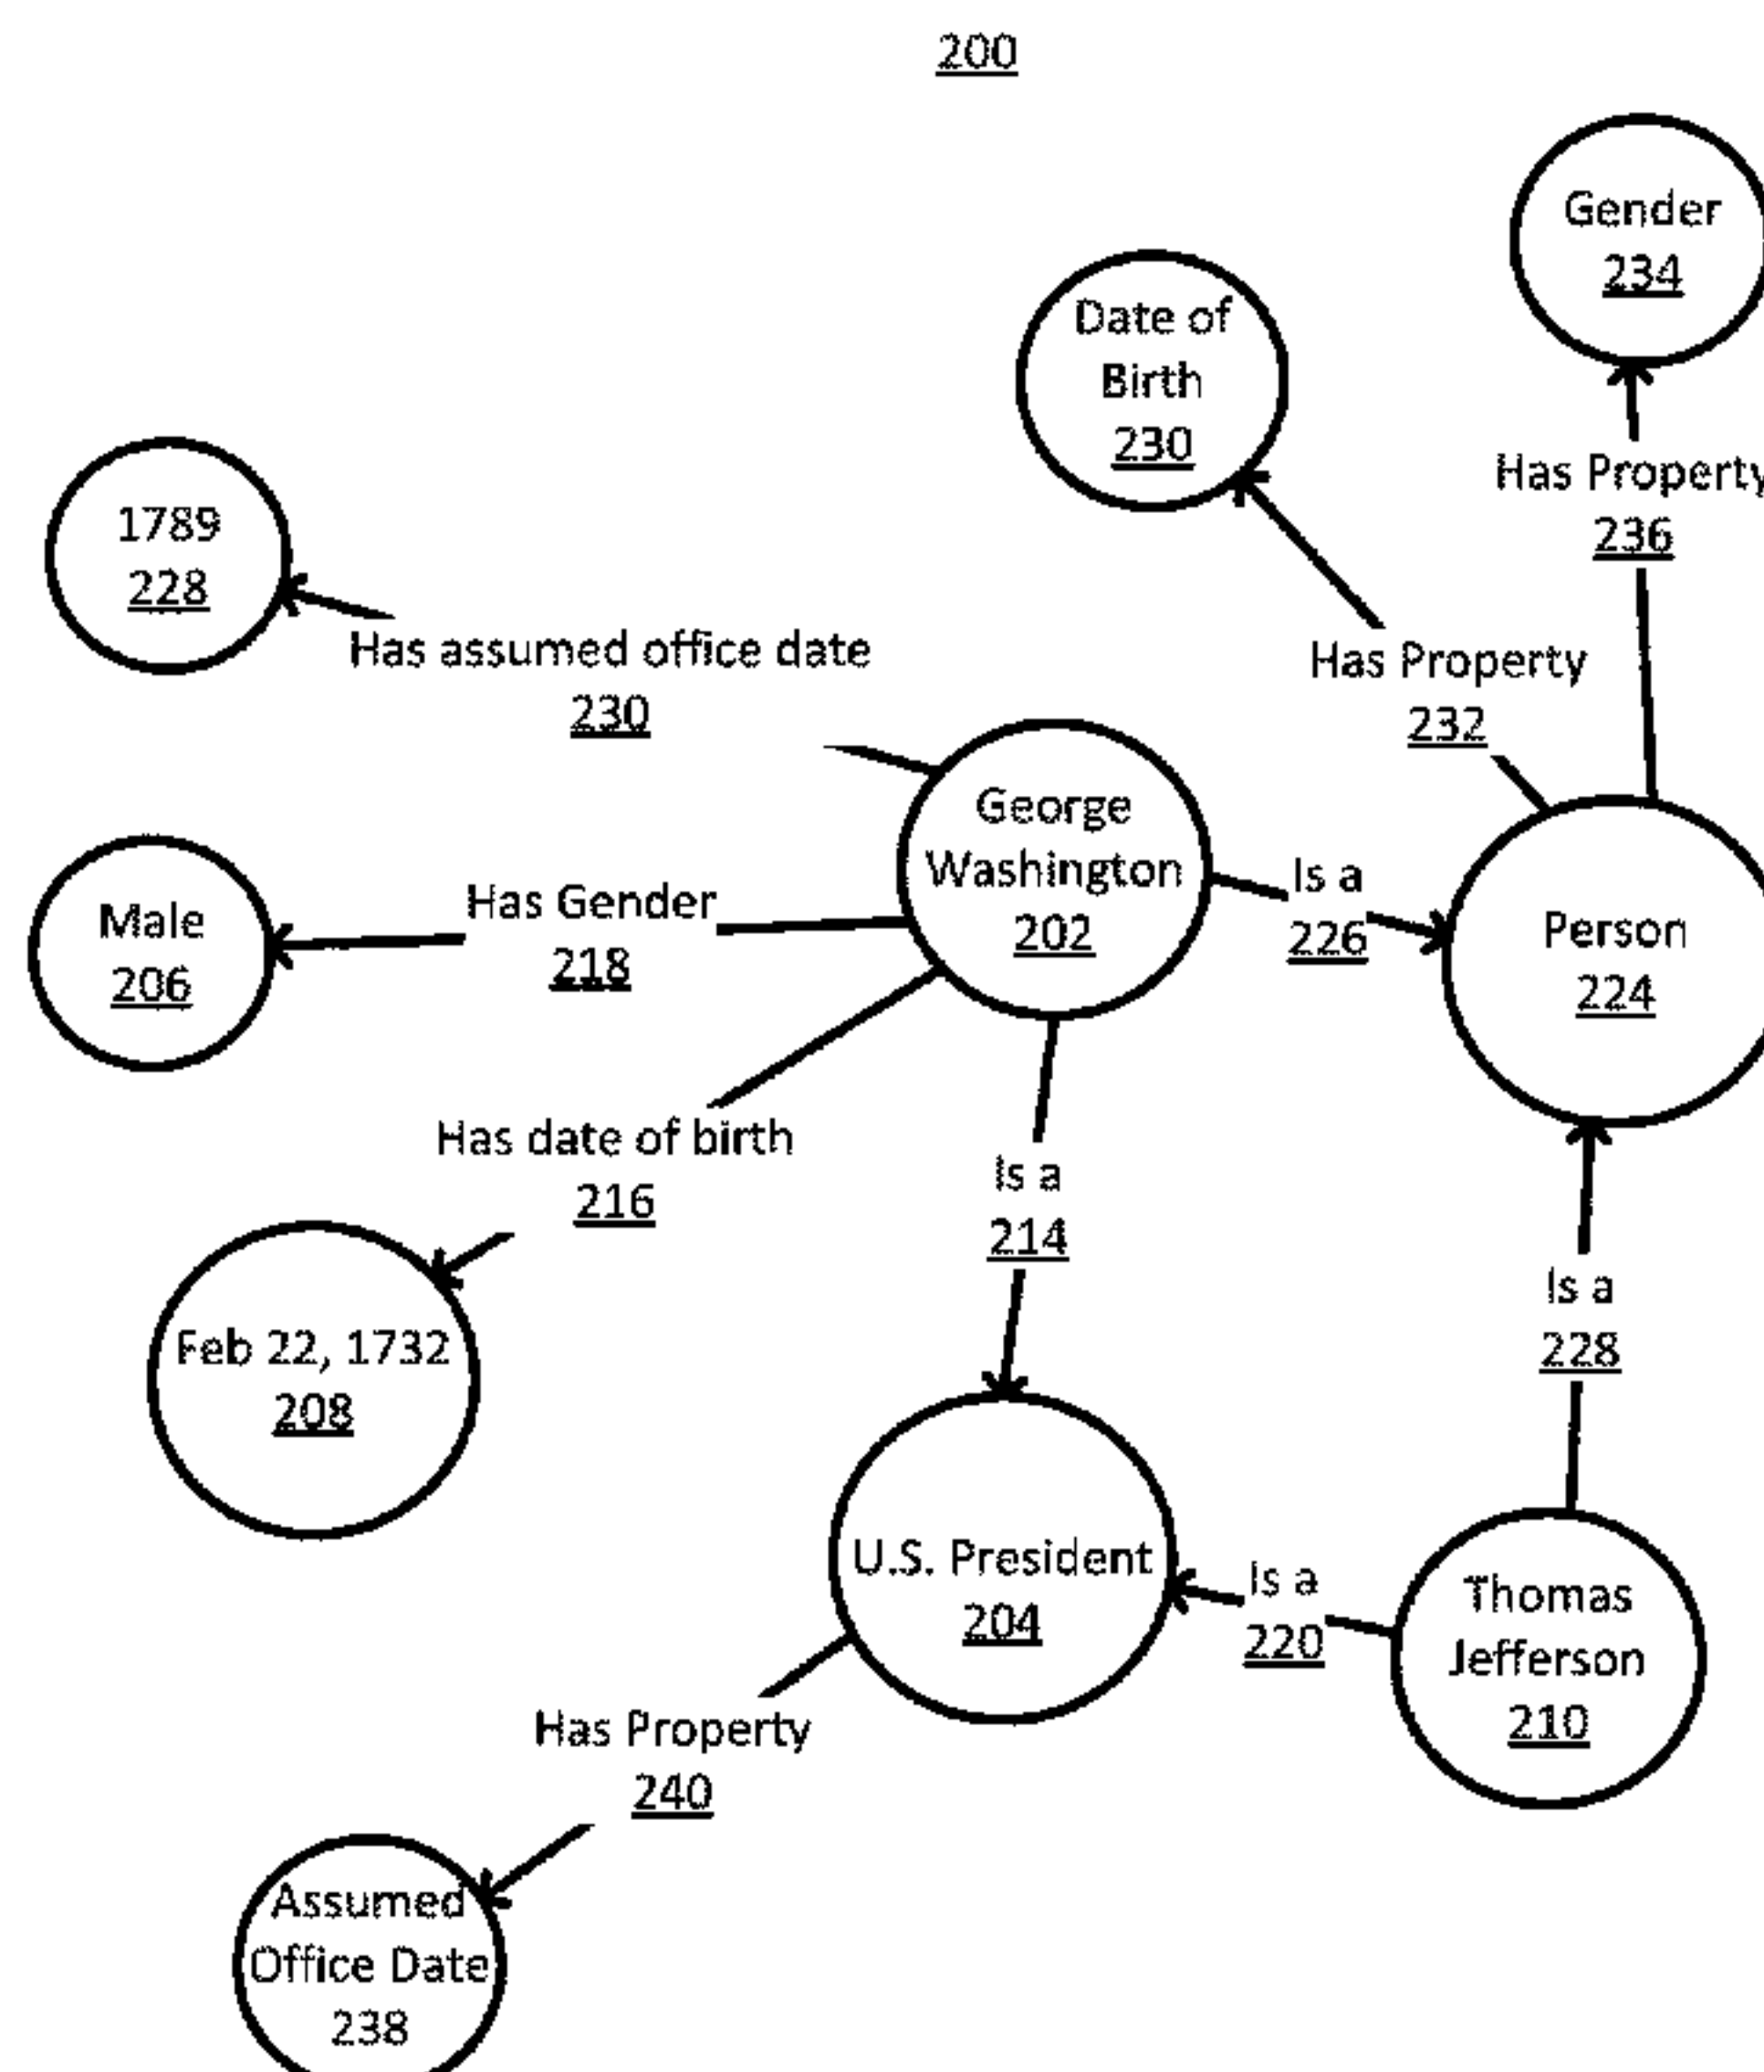 200
Gender
234
Date of
Birth
230
Has Property
236
1789
228
Has assumed office date
230
Has Property
232
George
Washington
202
Is a
226
Person
224
Male
206
Has Gender
218
Has date of birth
216
Is a
214
Feb 22, 1732
208
Is a
228
U.S. President
204
Is a
220
Thomas
Jefferson
210
Has Property
240
Assumed
Office Date
238